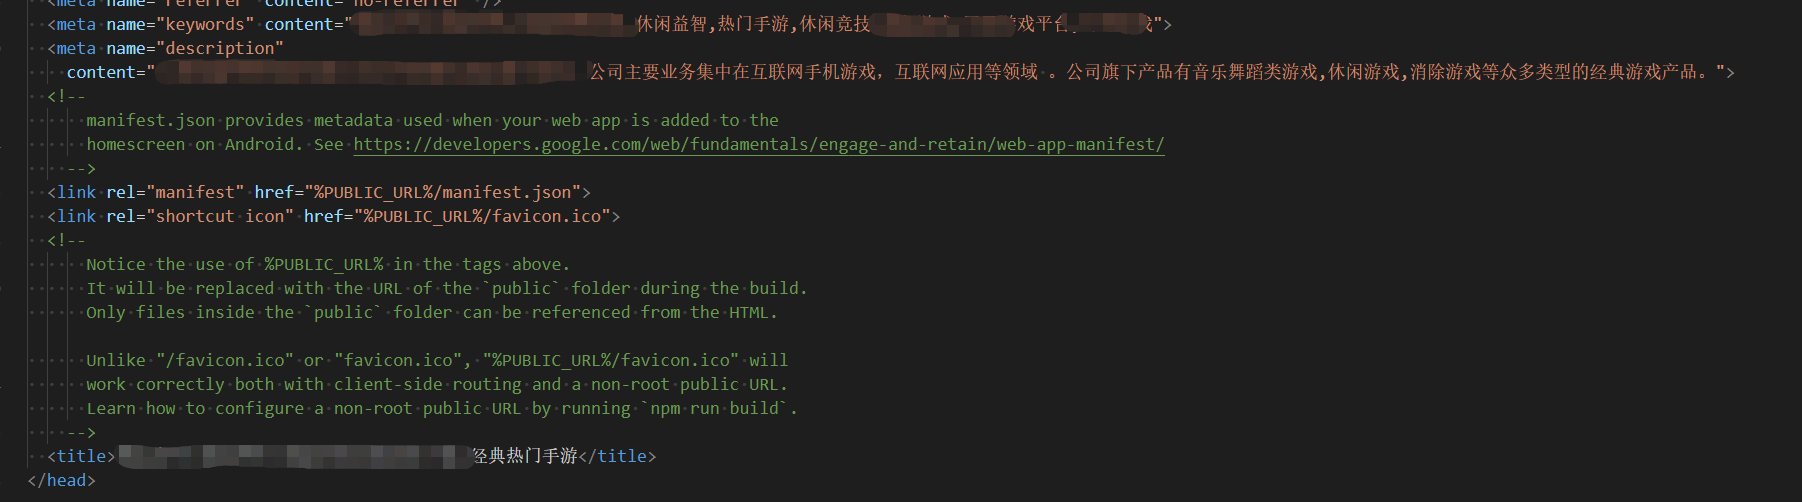 <meta name="referrer" content="no-referrer" />
<meta name="keywords" content="休闲益智,热门手游,休闲竞技 游戏平台">
<meta name="description"
content=" 公司主要业务集中在互联网手机游戏，互联网应用等领域 。公司旗下产品有音乐舞蹈类游戏,休闲游戏,消除游戏等众多类型的经典游戏产品。">
<!--
manifest.json provides metadata used when your web app is added to the
homescreen on Android. See https://developers.google.com/web/fundamentals/engage-and-retain/web-app-manifest/
-->
<link rel="manifest" href="%PUBLIC_URL%/manifest.json">
<link rel="shortcut icon" href="%PUBLIC_URL%/favicon.ico">
<!--
Notice the use of %PUBLIC_URL% in the tags above.
It will be replaced with the URL of the `public` folder during the build.
Only files inside the `public` folder can be referenced from the HTML.
Unlike "/favicon.ico" or "favicon.ico", "%PUBLIC_URL%/favicon.ico" will
work correctly both with client-side routing and a non-root public URL.
Learn how to configure a non-root public URL by running `npm run build`.
-->
<title>经典热门手游</title>
</head>